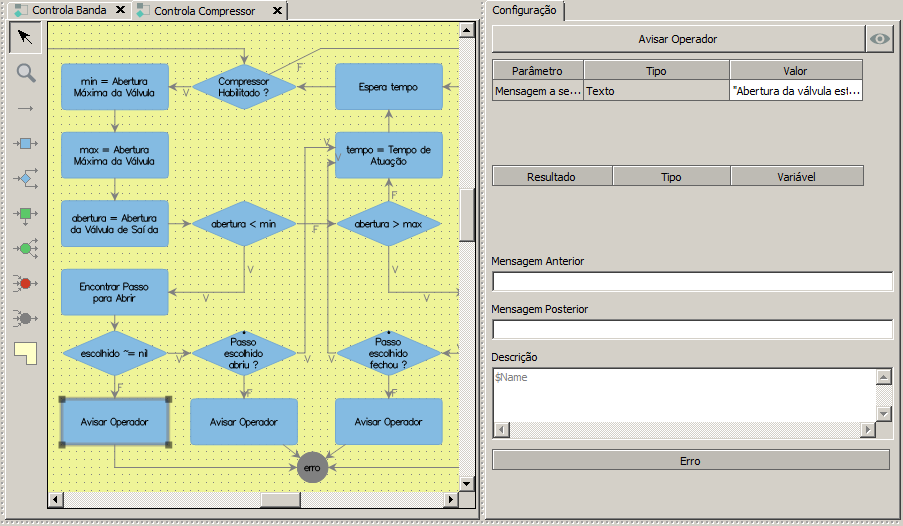 Controla Banda
Controla Compressor
min = Abertura
Máxima da Válvula
Compressor
Habilitado ?
Espera tempo
F
V
max = Abertura
Máxima da Válvula
tempo = Tempo de
Atuação
V
V
abertura = Abertura
da Válvula de Saída
abertura < min
abertura > max
F
F
V
V
Encontrar Passo
para Abrir
V
V
escolhido ~= nil
Passo
escolhido
abriu ?
Passo
escolhido
fechou ?
V
V
V
V
F
F
F
Avisar Operador
Avisar Operador
Avisar Operador
erro
Configuração
Avisar Operador
Parâmetro Tipo Valor
Mensagem a se... Texto "Abertura da válvula est...
Resultado Tipo Variável
Mensagem Anterior
Mensagem Posterior
Descrição
$Name
Erro